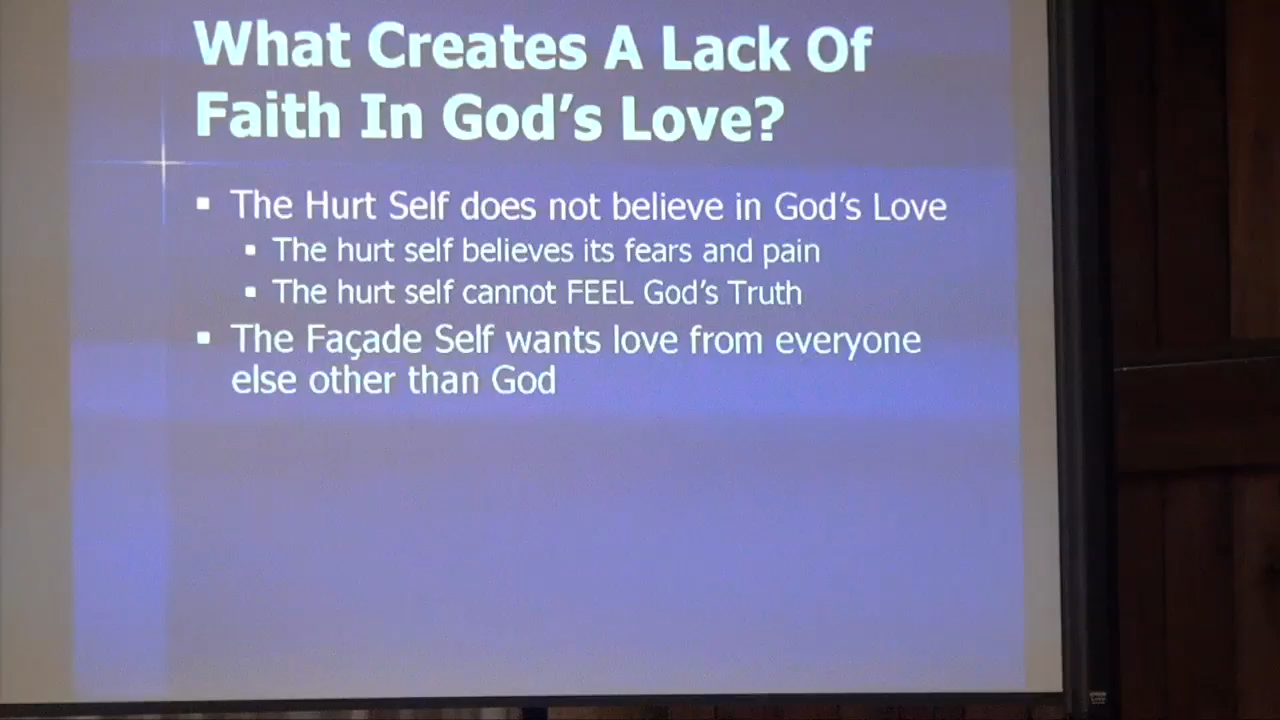 What Creates A Lack Of
Faith In God's Love?
▪ The Hurt Self does not believe in God's Love
▪ The hurt self believes its fears and pain
▪ The hurt self cannot FEEL God's Truth
▪ The Façade Self wants love from everyone
else other than God